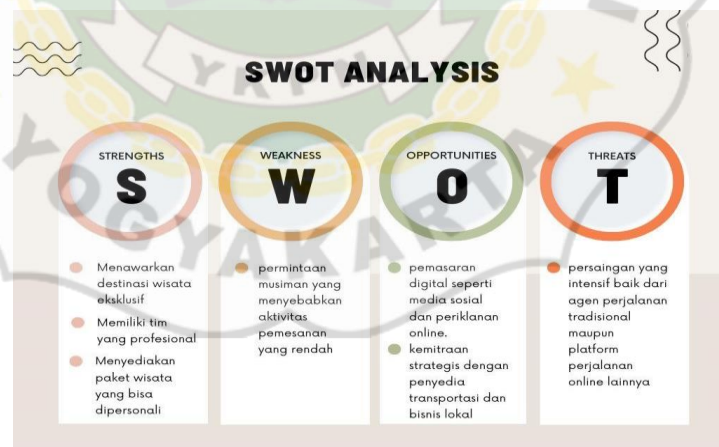 SWOT ANALYSIS
STRENGTHS
S
Menawarkan
destinasi wisata
eksklusif
Memiliki tim
yang profesional
Menyediakan
paket wisata
yang bisa
dipersonali
WEAKNESS
W
permintaan
musiman yang
menyebabkan
aktivitas
pemesanan
yang rendah
OPPORTUNITIES
O
pemasaran
digital seperti
media sosial
dan periklanan
online.
kemitraan
strategis dengan
penyedia
transportasi dan
bisnis lokal
THREATS
T
persaingan yang
intensif baik dari
agen perjalanan
tradisional
maupun
platform
perjalanan
online lainnya
YKPN
YOGYAKARTA